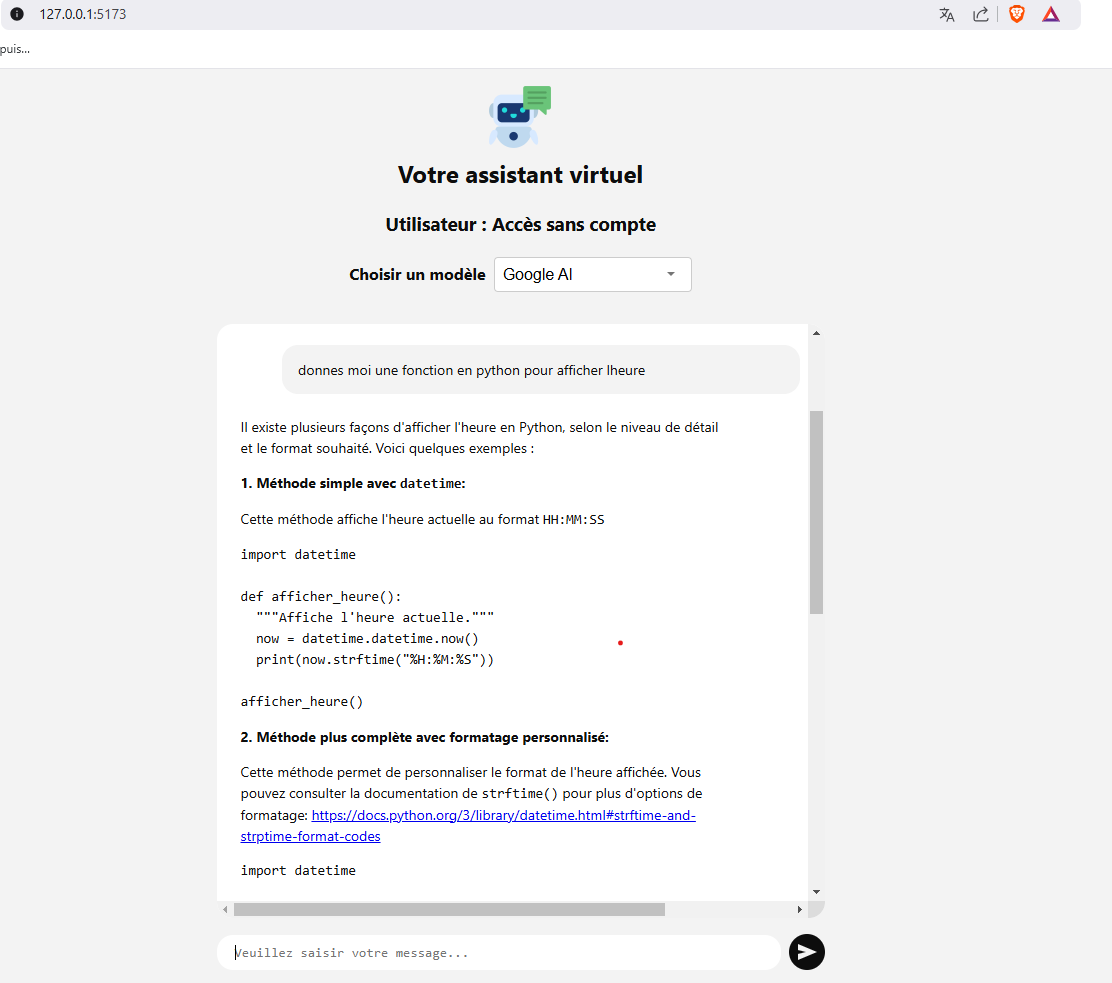 127.0.0.1:5173
puis...
Votre assistant virtuel
Utilisateur : Accès sans compte
Choisir un modèle Google AI
donnes moi une fonction en python pour afficher lheure
Il existe plusieurs façons d'afficher l'heure en Python, selon le niveau de détail
et le format souhaité. Voici quelques exemples :
1. Méthode simple avec datetime:
Cette méthode affiche l'heure actuelle au format HH:MM:SS
import datetime
def afficher_heure():
"""Affiche l'heure actuelle."""
now = datetime.datetime.now()
print(now.strftime("%H:%M:%S"))
afficher_heure()
2. Méthode plus complète avec formatage personnalisé:
Cette méthode permet de personnaliser le format de l'heure affichée. Vous
pouvez consulter la documentation de strftime() pour plus d'options de
formatage: https://docs.python.org/3/library/datetime.html#strftime-and-
strptime-format-codes
import datetime
Veuillez saisir votre message...